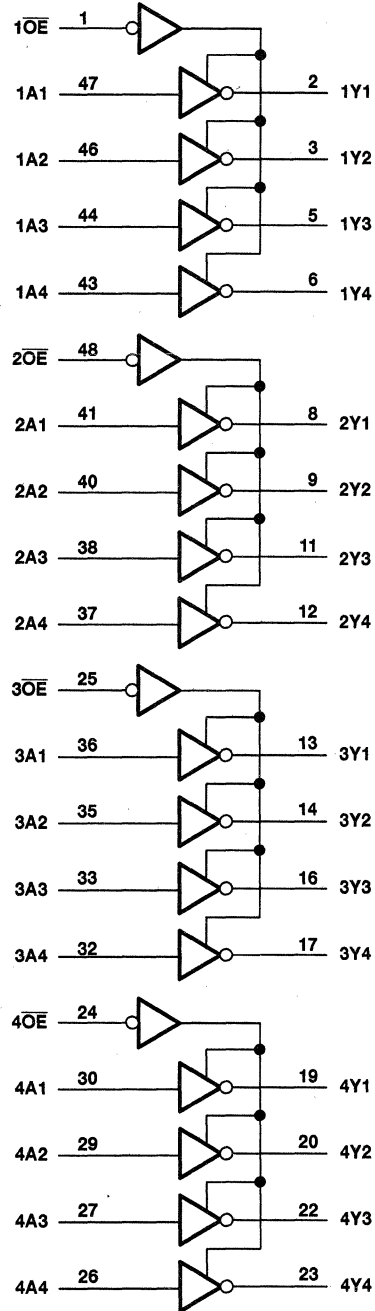 1OE 1
1A1 47 2 1Y1
1A2 46 3 1Y2
1A3 44 5 1Y3
1A4 43 6 1Y4
2OE 48
2A1 41 8 2Y1
2A2 40 9 2Y2
2A3 38 11 2Y3
2A4 37 12 2Y4
3OE 25
3A1 36 13 3Y1
3A2 35 14 3Y2
3A3 33 16 3Y3
3A4 32 17 3Y4
4OE 24
4A1 30 19 4Y1
4A2 29 20 4Y2
4A3 27 22 4Y3
4A4 26 23 4Y4